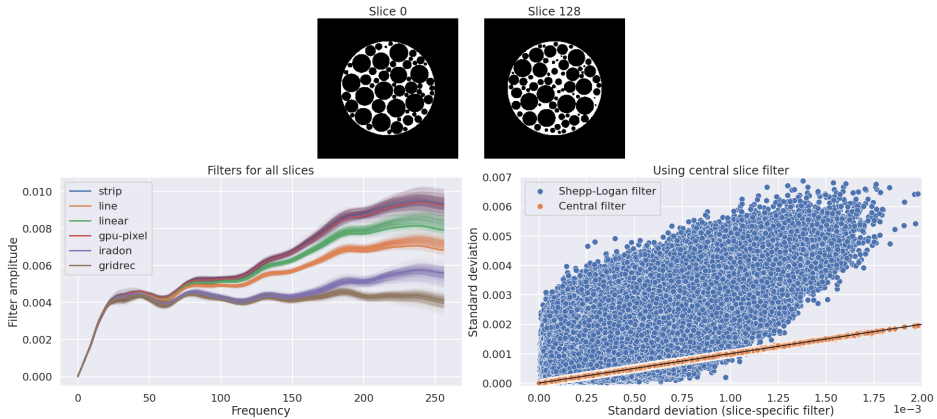 Slice 0
Slice 128
Filters for all slices
0.010
0.008
0.006
0.004
0.002
0.000
Filter amplitude
strip
line
linear
gpu-pixel
iradon
gridrec
0
50
100
150
200
250
Frequency
Using central slice filter
0.007
0.006
0.005
0.004
0.003
0.002
0.001
0.000
Standard deviation
Shepp-Logan filter
Central filter
0.00
0.25
0.50
0.75
1.00
1.25
1.50
1.75
2.00
1e−3
Standard deviation (slice-specific filter)